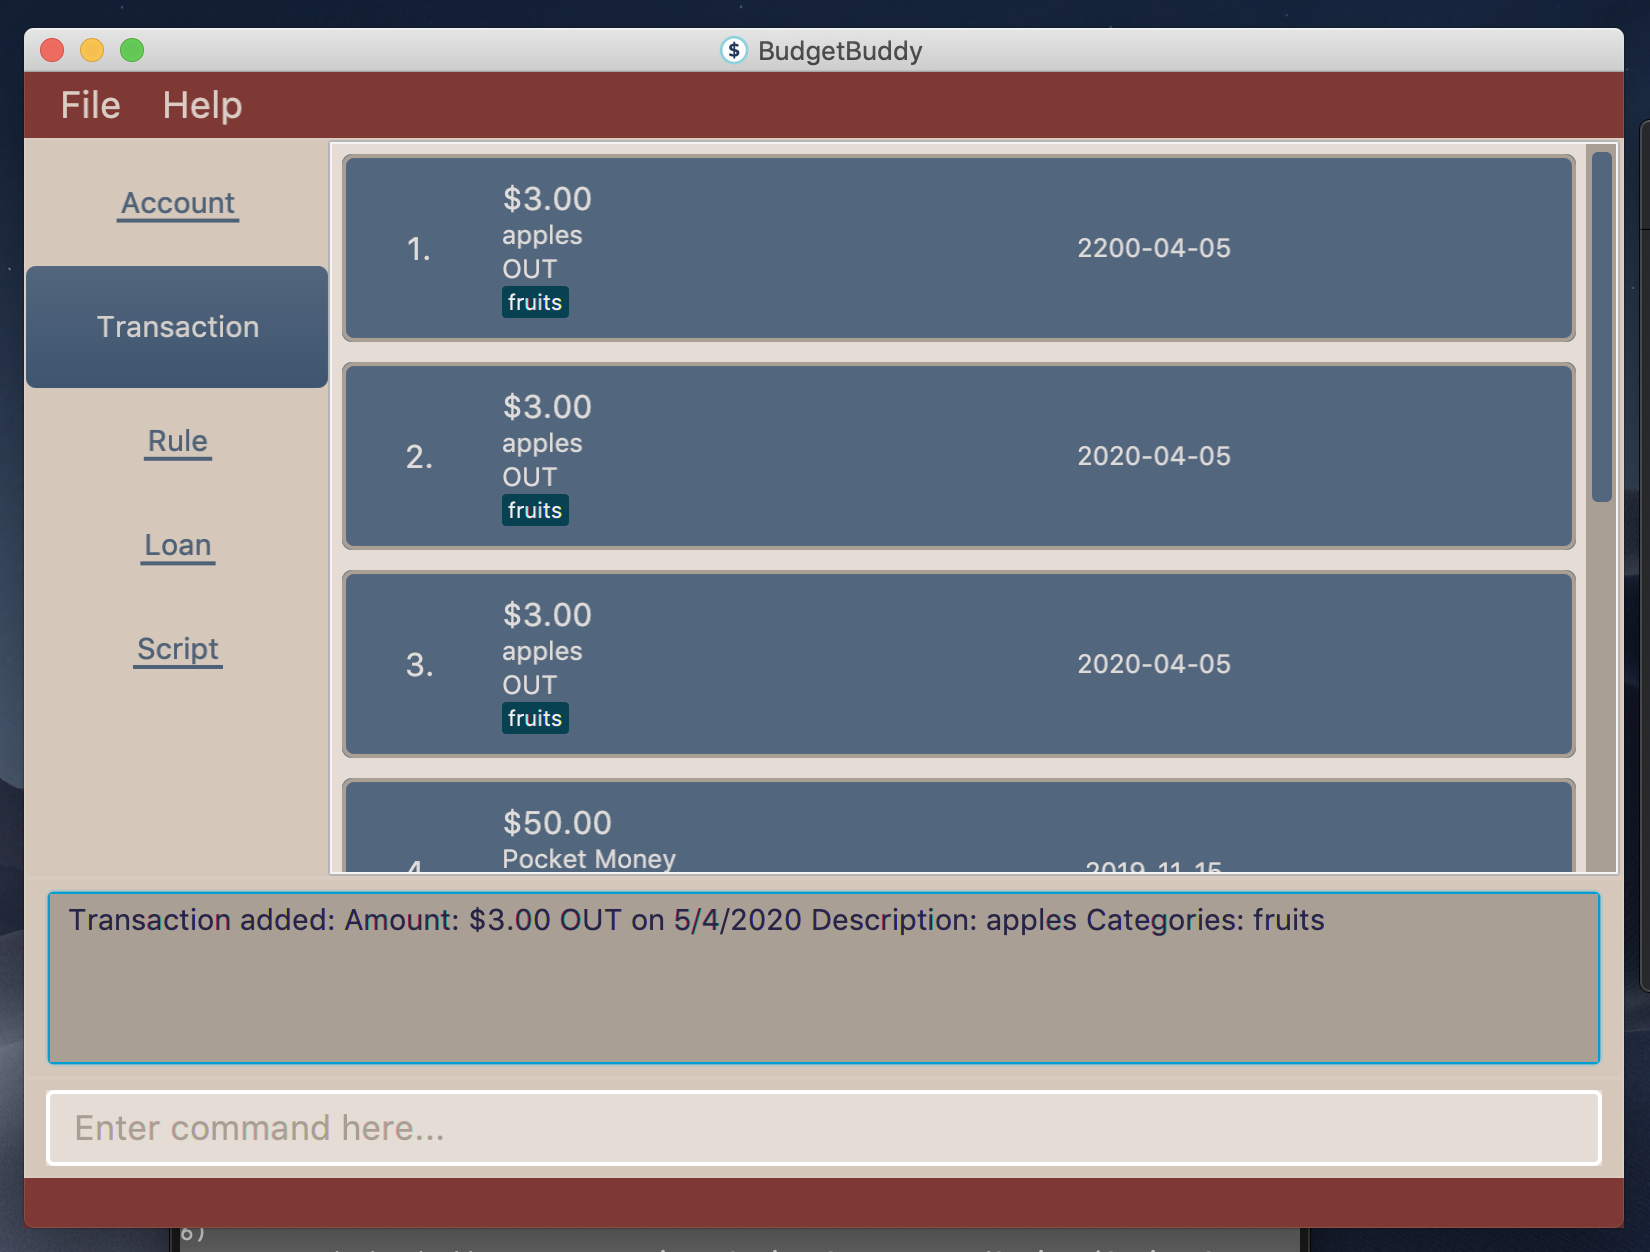 $ BudgetBuddy
File Help
Account
Transaction
Rule
Loan
Script
1.
$3.00
apples
OUT
fruits
2200-04-05
2.
$3.00
apples
OUT
fruits
2020-04-05
3.
$3.00
apples
OUT
fruits
2020-04-05
4.
$50.00
Pocket Money
2019-11-15
Transaction added: Amount: $3.00 OUT on 5/4/2020 Description: apples Categories: fruits
Enter command here...
6)